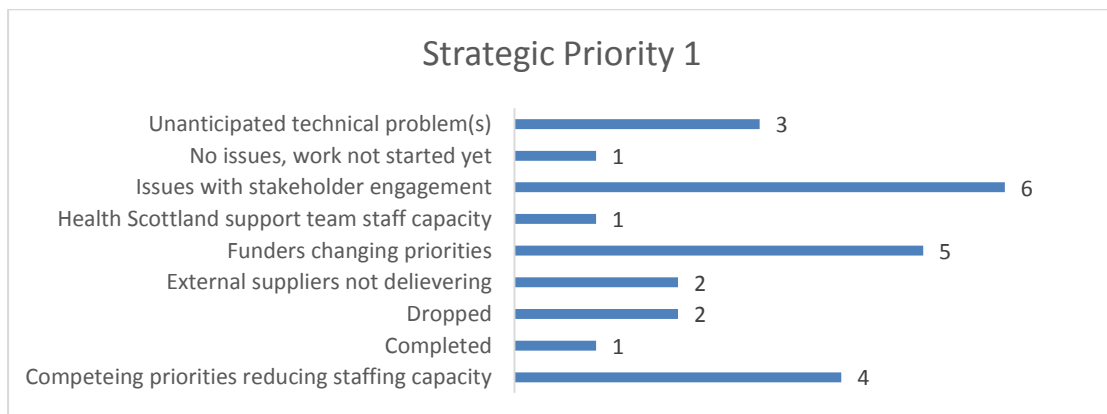 Strategic Priority 1
Unanticipated technical problem(s) 3
No issues, work not started yet 1
Issues with stakeholder engagement 6
Health Scottland support team staff capacity 1
Funders changing priorities 5
External suppliers not delievering 2
Dropped 2
Completed 1
Competeing priorities reducing staffing capacity 4